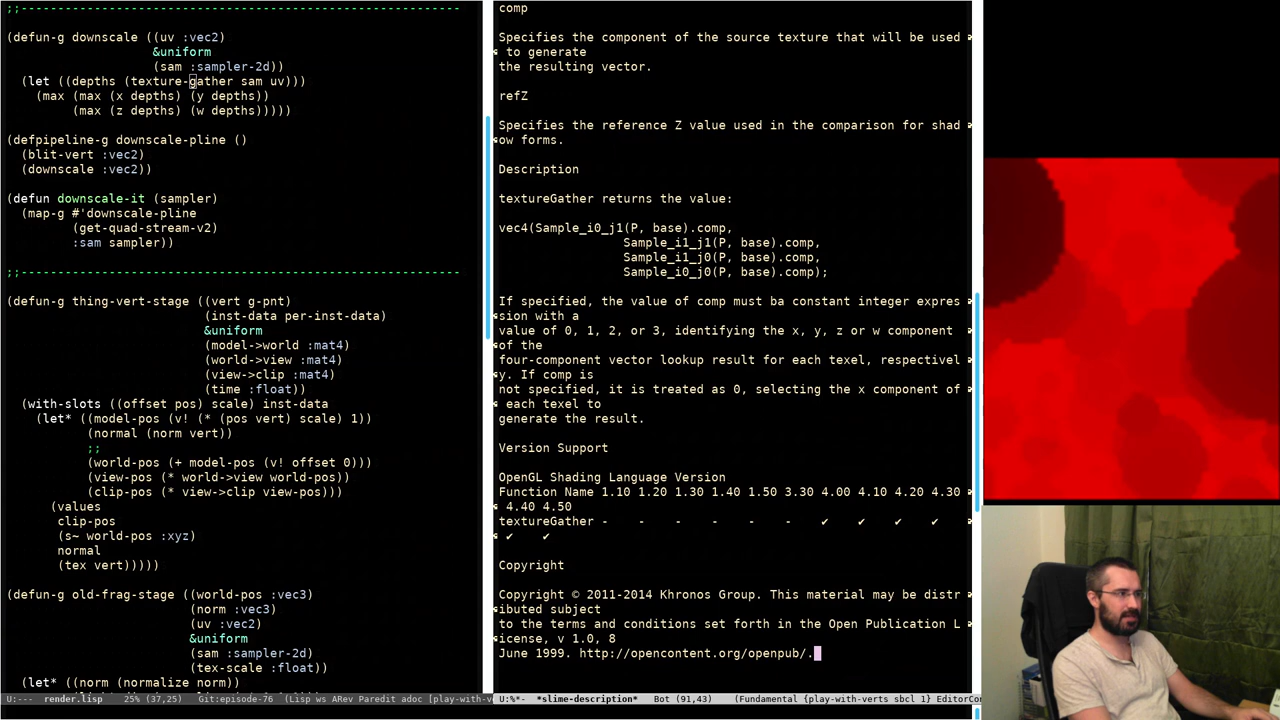 ;;------------------------------------------------------------
(defun-g downscale ((uv :vec2)
&uniform
(sam :sampler-2d))
(let ((depths (texture-gather sam uv)))
(max (max (x depths) (y depths))
(max (z depths) (w depths)))))
(defpipeline-g downscale-pline ()
(blit-vert :vec2)
(downscale :vec2))
(defun downscale-it (sampler)
(map-g #'downscale-pline
(get-quad-stream-v2)
:sam sampler))
;;------------------------------------------------------------
(defun-g thing-vert-stage ((vert g-pnt)
(inst-data per-inst-data)
&uniform
(model->world :mat4)
(world->view :mat4)
(view->clip :mat4)
(time :float))
(with-slots ((offset pos) scale) inst-data
(let* ((model-pos (v! (* (pos vert) scale) 1))
(normal (norm vert))
;;
(world-pos (+ model-pos (v! offset 0)))
(view-pos (* world->view world-pos))
(clip-pos (* view->clip view-pos)))
(values
clip-pos
(s~ world-pos :xyz)
normal
(tex vert)))))
(defun-g old-frag-stage ((world-pos :vec3)
(norm :vec3)
(uv :vec2)
&uniform
(sam :sampler-2d)
(tex-scale :float))
(let* ((norm (normalize norm))
U:--- render.lisp 25% (37,25) Git:episode-76 (Lisp ws ARev Paredit adoc [play-with-v
comp
Specifies the component of the source texture that will be used
to generate
the resulting vector.
refZ
Specifies the reference Z value used in the comparison for shad
ow forms.
Description
textureGather returns the value:
vec4(Sample_i0_j1(P, base).comp,
Sample_i1_j1(P, base).comp,
Sample_i1_j0(P, base).comp,
Sample_i0_j0(P, base).comp);
If specified, the value of comp must ba constant integer expres
sion with a
value of 0, 1, 2, or 3, identifying the x, y, z or w component
of the
four-component vector lookup result for each texel, respectivel
y. If comp is
not specified, it is treated as 0, selecting the x component of
each texel to
generate the result.
Version Support
OpenGL Shading Language Version
Function Name 1.10 1.20 1.30 1.40 1.50 3.30 4.00 4.10 4.20 4.30
4.40 4.50
textureGather - - - - - - ✔ ✔ ✔ ✔
✔ ✔
Copyright
Copyright © 2011-2014 Khronos Group. This material may be distr
ibuted subject
to the terms and conditions set forth in the Open Publication L
icense, v 1.0, 8
June 1999. http://opencontent.org/openpub/.
U:%*- *slime-description* Bot (91,43) (Fundamental {play-with-verts sbcl 1} EditorCo